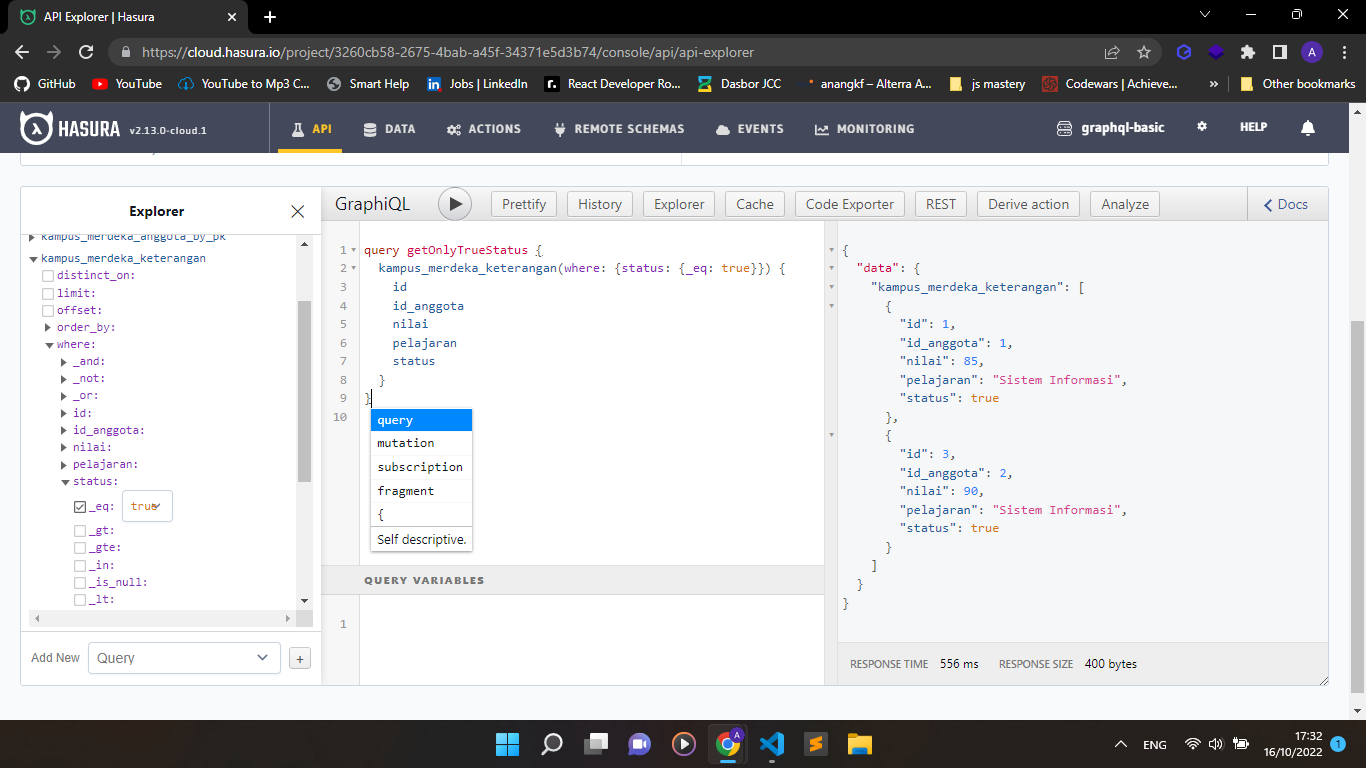 API Explorer | Hasura
https://cloud.hasura.io/project/3260cb58-2675-4bab-a45f-34371e5d3b74/console/api/api-explorer
A
GitHub
YouTube
YouTube to Mp3 C...
Smart Help
Jobs | LinkedIn
React Developer Ro...
Dasbor JCC
anangkf – Alterra A...
js mastery
Codewars | Achieve...
»
Other bookmarks
HASURA
v2.13.0-cloud.1
API
DATA
ACTIONS
REMOTE SCHEMAS
EVENTS
MONITORING
graphql-basic
HELP
Explorer
kampus_merdeka_anggota_by_pk
kampus_merdeka_keterangan
distinct_on:
limit:
offset:
order_by:
where:
_and:
_not:
_or:
id:
id_anggota:
nilai:
pelajaran:
status:
_eq: true
_gt:
_gte:
_in:
_is_null:
_lt:
Add New
Query
+
GraphiQL
Prettify
History
Explorer
Cache
Code Exporter
REST
Derive action
Analyze
Docs
1 query getOnlyTrueStatus {
2 kampus_merdeka_keterangan(where: {status: {_eq: true}}) {
3 id
4 id_anggota
5 nilai
6 pelajaran
7 status
8 }
9 }
10
query
mutation
subscription
fragment
{
Self descriptive.
QUERY VARIABLES
1
{
"data": {
"kampus_merdeka_keterangan": [
{
"id": 1,
"id_anggota": 1,
"nilai": 85,
"pelajaran": "Sistem Informasi",
"status": true
},
{
"id": 3,
"id_anggota": 2,
"nilai": 90,
"pelajaran": "Sistem Informasi",
"status": true
}
]
}
}
RESPONSE TIME 556 ms RESPONSE SIZE 400 bytes
A
ENG
17:32
16/10/2022
1